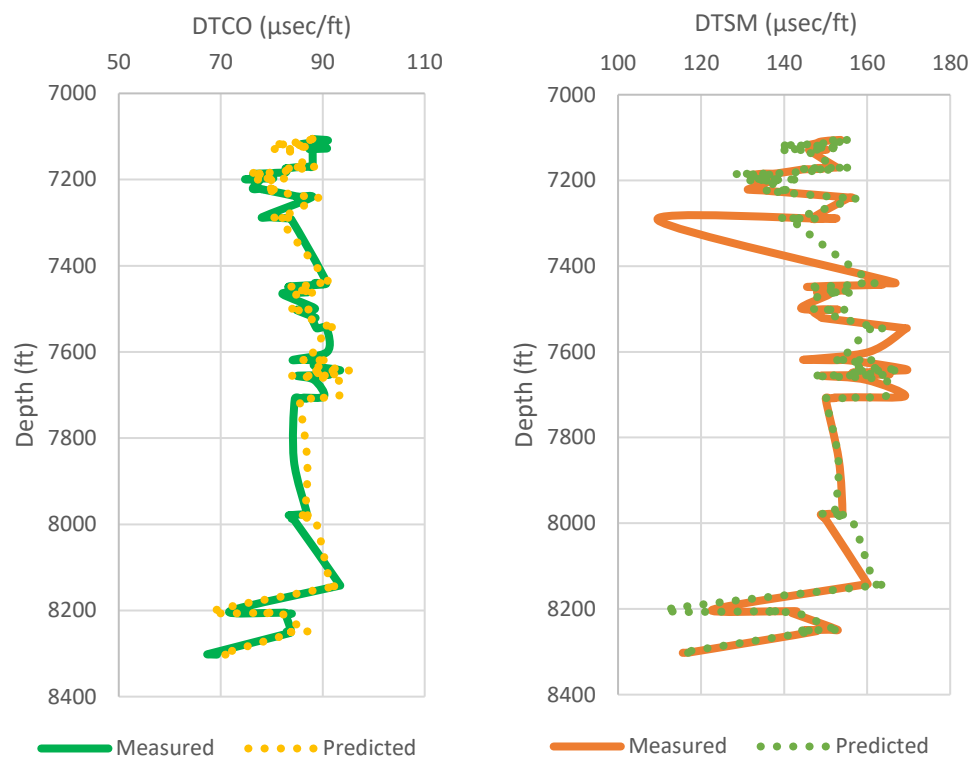 DTCO (µsec/ft)
50 70 90 110
7000
7200
7400
7600
7800
8000
8200
8400
Depth (ft)
Measured Predicted
DTSM (µsec/ft)
100 120 140 160 180
7000
7200
7400
7600
7800
8000
8200
8400
Depth (ft)
Measured Predicted